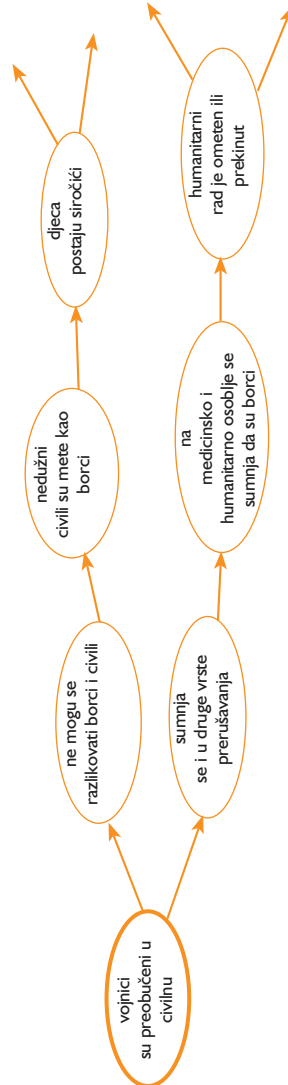 vojnici
su preobučeni u
civilnu
ne mogu se
razlikovati borci i civili
nedužni
civili su mete kao
borci
djeca
postaju siročići
sumnja
se i u druge vrste
prerušavanja
na
medicinsko i
humanitarno osoblje se
sumnja da su borci
humanitarni
rad je ometen ili
prekinut